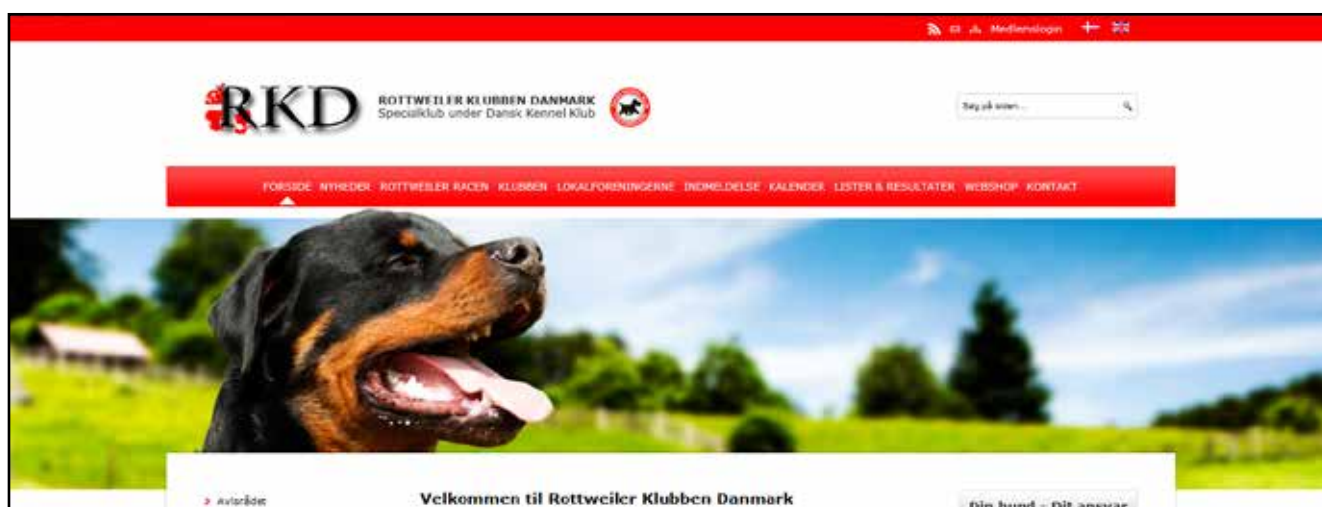 Medlemslogin
RKD
ROTTWEILER KLUBBEN DANMARK
Specialklub under Dansk Kennel Klub
Søg på siden...
FORSIDE NYHEDER ROTTWEILER RACEN KLUBBEN LOKALFORENINGERNE INDMELDELSE KALENDER LISTER & RESULTATER WEBSHOP KONTAKT
> Avisrådet
Velkommen til Rottweiler Klubben Danmark
Din hund - Dit ansvar